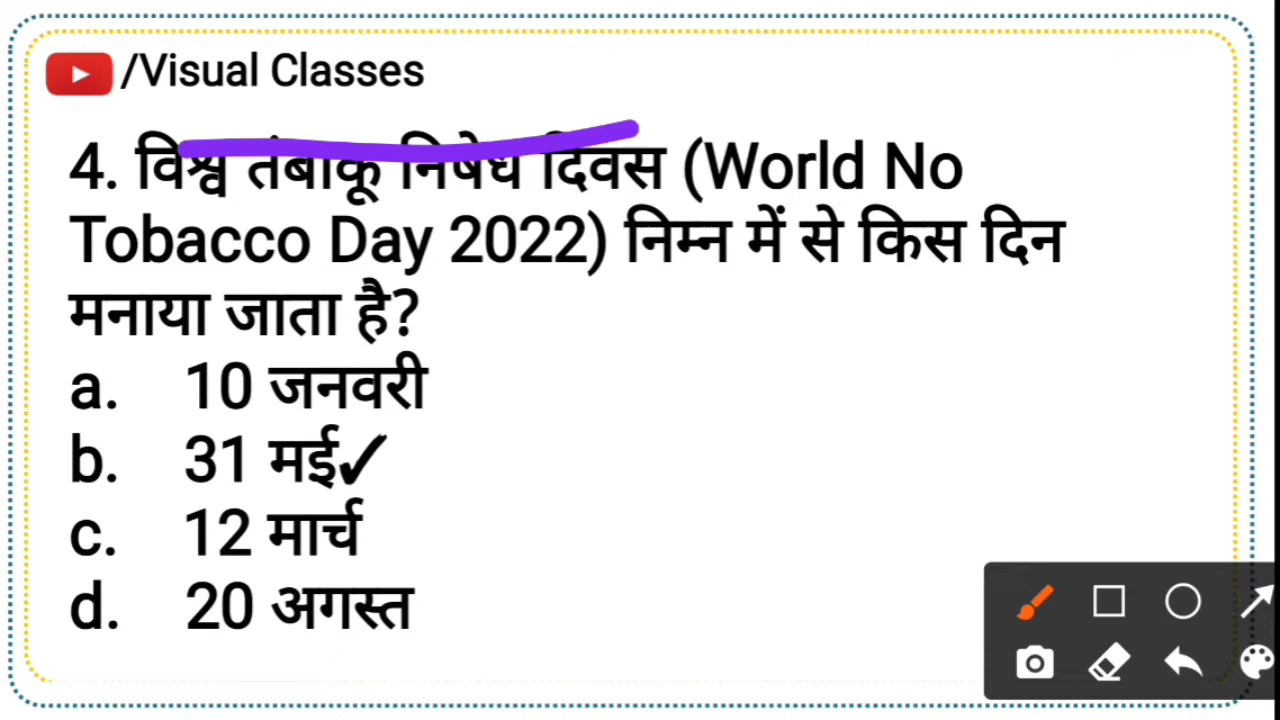 /Visual Classes
4. विश्व तंबाकू निषेध दिवस (World No
Tobacco Day 2022) निम्न में से किस दिन
मनाया जाता है?
a. 10 जनवरी
b. 31 मई✓
c. 12 मार्च
d. 20 अगस्त